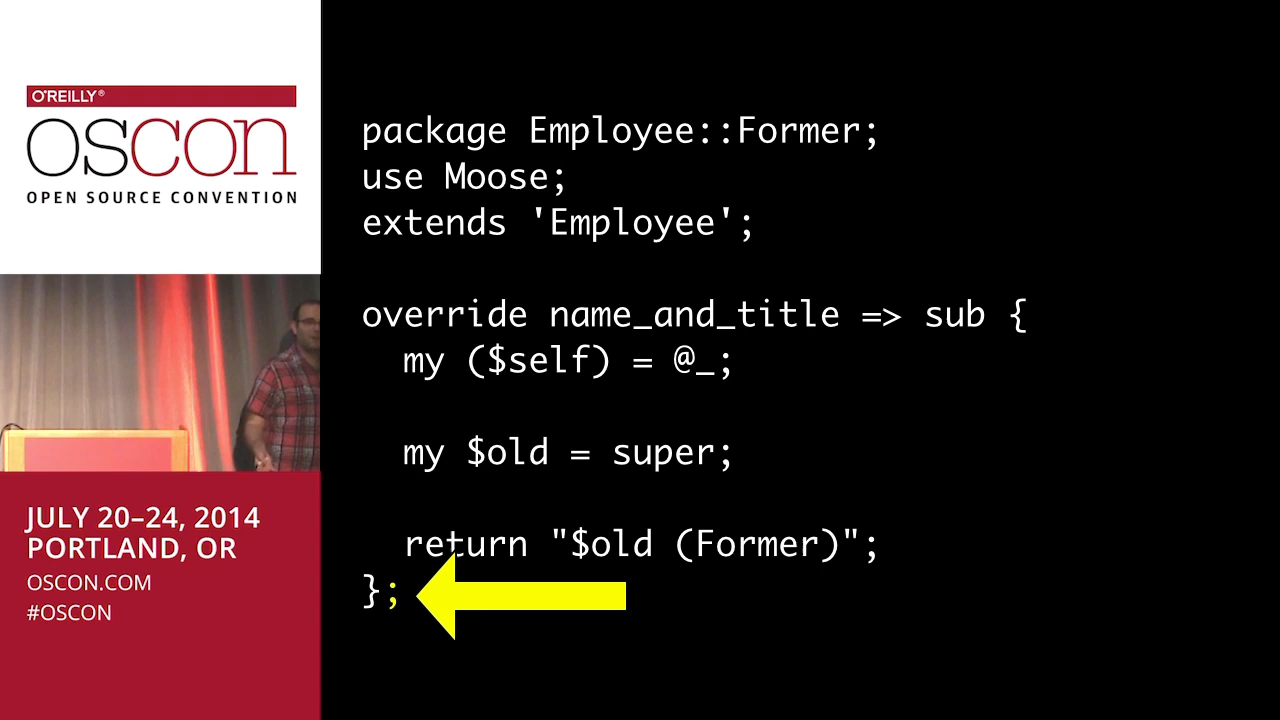 O'REILLY®
OSCON
OPEN SOURCE CONVENTION
JULY 20–24, 2014
PORTLAND, OR
OSCON.COM
#OSCON
package Employee::Former;
use Moose;
extends 'Employee';
override name_and_title => sub {
  my ($self) = @_;
  my $old = super;
  return "$old (Former)";
};